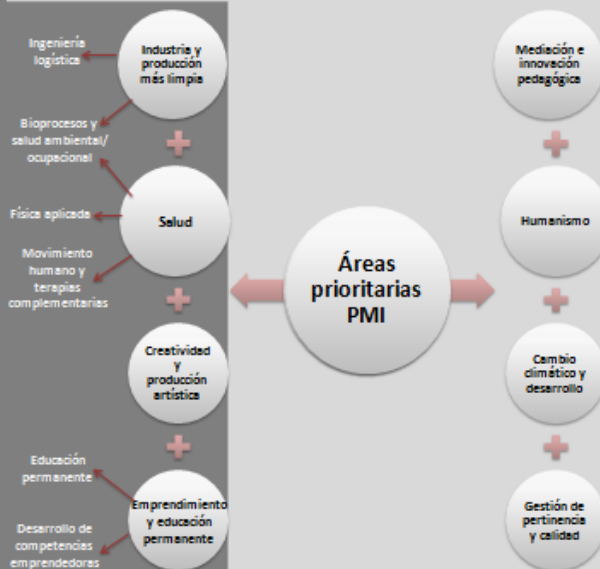 Ingeniería
logística
Industria y
producción
más limpia
Bioprocesos y
salud ambiental/
ocupacional
Física aplicada
Salud
Movimiento
humano y
terapias
complementarias
Creatividad
y
producción
artística
Educación
permanente
Emprendimiento
y educación
permanente
Desarrollo de
competencias
emprendedoras
Áreas
prioritarias
PMI
Mediación e
innovación
pedagógica
Humanismo
Cambio
climático y
desarrollo
Gestión de
pertinencia
y calidad